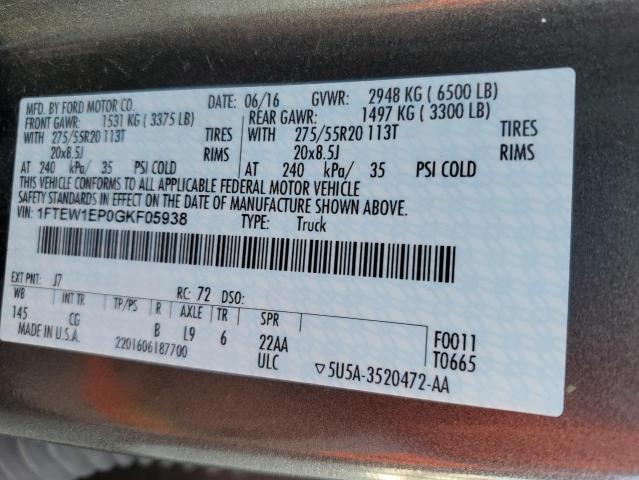 MFD. BY FORD MOTOR CO. DATE: 06/16 GVWR: 2948 KG ( 6500 LB)
FRONT GAWR: 1531 KG ( 3375 LB) REAR GAWR: 1497 KG ( 3300 LB)
WITH 275/55R20 113T TIRES WITH 275/55R20 113T TIRES
20x8.5J RIMS 20x8.5J RIMS
AT 240 kPa/ 35 PSI COLD AT 240 kPa/ 35 PSI COLD
THIS VEHICLE CONFORMS TO ALL APPLICABLE FEDERAL MOTOR VEHICLE
SAFETY STANDARDS IN EFFECT ON THE DATE OF MANUFACTURE SHOWN ABOVE.
VIN: 1FTEW1EP0GKF05938 TYPE: Truck
EXT PNT: J7 RC: 72 DSO:
WB INT TR TP/PS R AXLE TR SPR
145 CG B L9 6 22AA F0011
MADE IN U.S.A. 2201606187700 ULC T0665
▽5U5A-3520472-AA